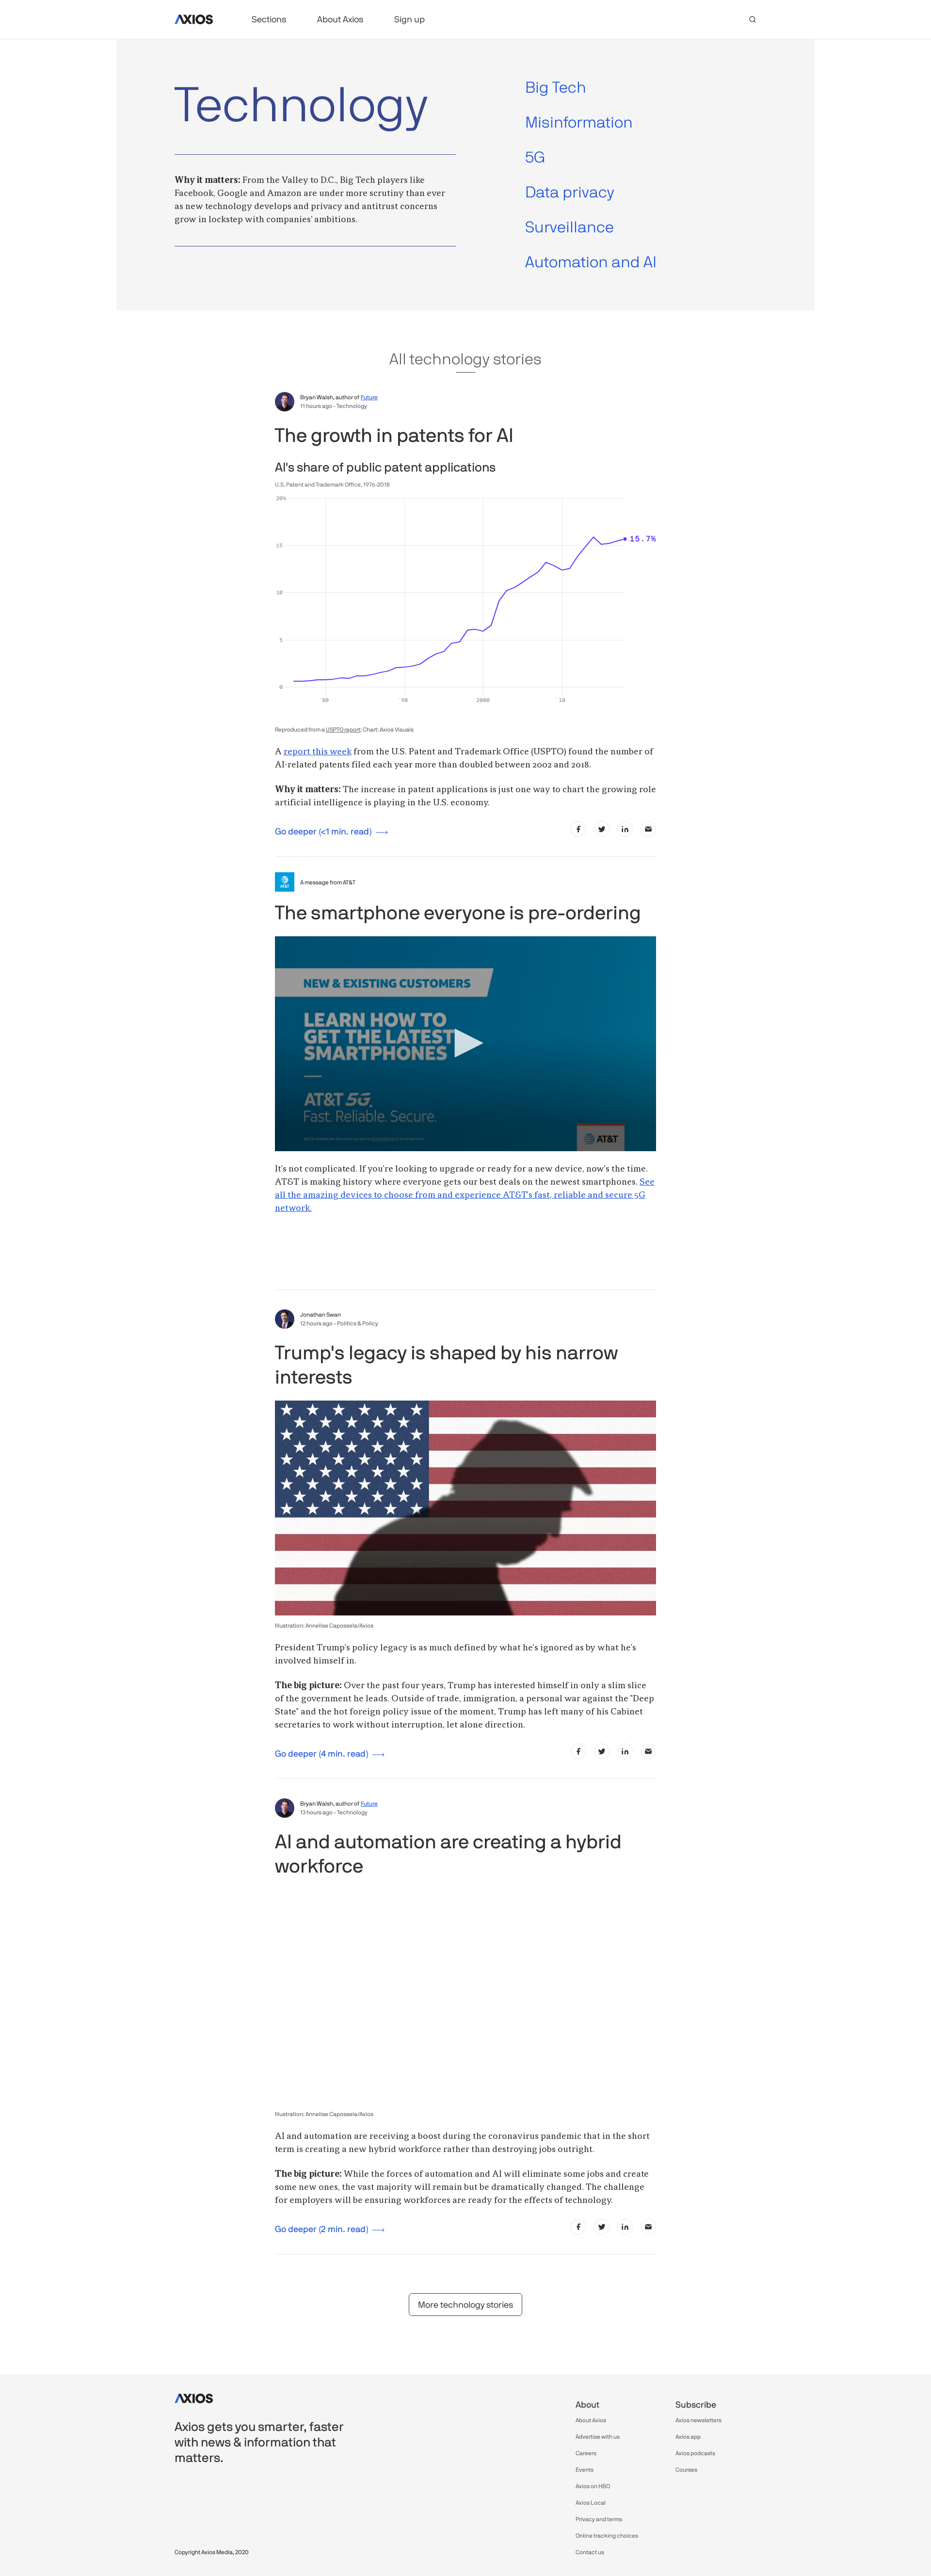 AXIOS
Sections
About Axios
Sign up
Technology
Why it matters: From the Valley to D.C., Big Tech players like
Facebook, Google and Amazon are under more scrutiny than ever
as new technology develops and privacy and antitrust concerns
grow in lockstep with companies' ambitions.
Big Tech
Misinformation
5G
Data privacy
Surveillance
Automation and AI
All technology stories
Bryan Walsh, author of Future
11 hours ago - Technology
The growth in patents for AI
AI's share of public patent applications
U.S. Patent and Trademark Office, 1976-2018
20%
15
10
5
0
'80
'90
2000
'10
15.7%
Reproduced from a USPTO report; Chart: Axios Visuals
A report this week from the U.S. Patent and Trademark Office (USPTO) found the number of
AI-related patents filed each year more than doubled between 2002 and 2018.
Why it matters: The increase in patent applications is just one way to chart the growing role
artificial intelligence is playing in the U.S. economy.
Go deeper (<1 min. read)
AT&T
A message from AT&T
The smartphone everyone is pre-ordering
NEW & EXISTING CUSTOMERS
LEARN HOW TO
GET THE LATEST
SMARTPHONES
AT&T 5G.
Fast. Reliable. Secure.
AT&T
It's not complicated. If you're looking to upgrade or ready for a new device, now's the time.
AT&T is making history where everyone gets our best deals on the newest smartphones. See
all the amazing devices to choose from and experience AT&T's fast, reliable and secure 5G
network.
Jonathan Swan
12 hours ago - Politics & Policy
Trump's legacy is shaped by his narrow
interests
Illustration: Annelise Capossela/Axios
President Trump's policy legacy is as much defined by what he's ignored as by what he's
involved himself in.
The big picture: Over the past four years, Trump has interested himself in only a slim slice
of the government he leads. Outside of trade, immigration, a personal war against the "Deep
State" and the hot foreign policy issue of the moment, Trump has left many of his Cabinet
secretaries to work without interruption, let alone direction.
Go deeper (4 min. read)
Bryan Walsh, author of Future
13 hours ago - Technology
AI and automation are creating a hybrid
workforce
Illustration: Annelise Capossela/Axios
AI and automation are receiving a boost during the coronavirus pandemic that in the short
term is creating a new hybrid workforce rather than destroying jobs outright.
The big picture: While the forces of automation and AI will eliminate some jobs and create
some new ones, the vast majority will remain but be dramatically changed. The challenge
for employers will be ensuring workforces are ready for the effects of technology.
Go deeper (2 min. read)
More technology stories
AXIOS
Axios gets you smarter, faster
with news & information that
matters.
Copyright Axios Media, 2020
About
About Axios
Advertise with us
Careers
Events
Axios on HBO
Axios Local
Privacy and terms
Online tracking choices
Contact us
Subscribe
Axios newsletters
Axios app
Axios podcasts
Courses